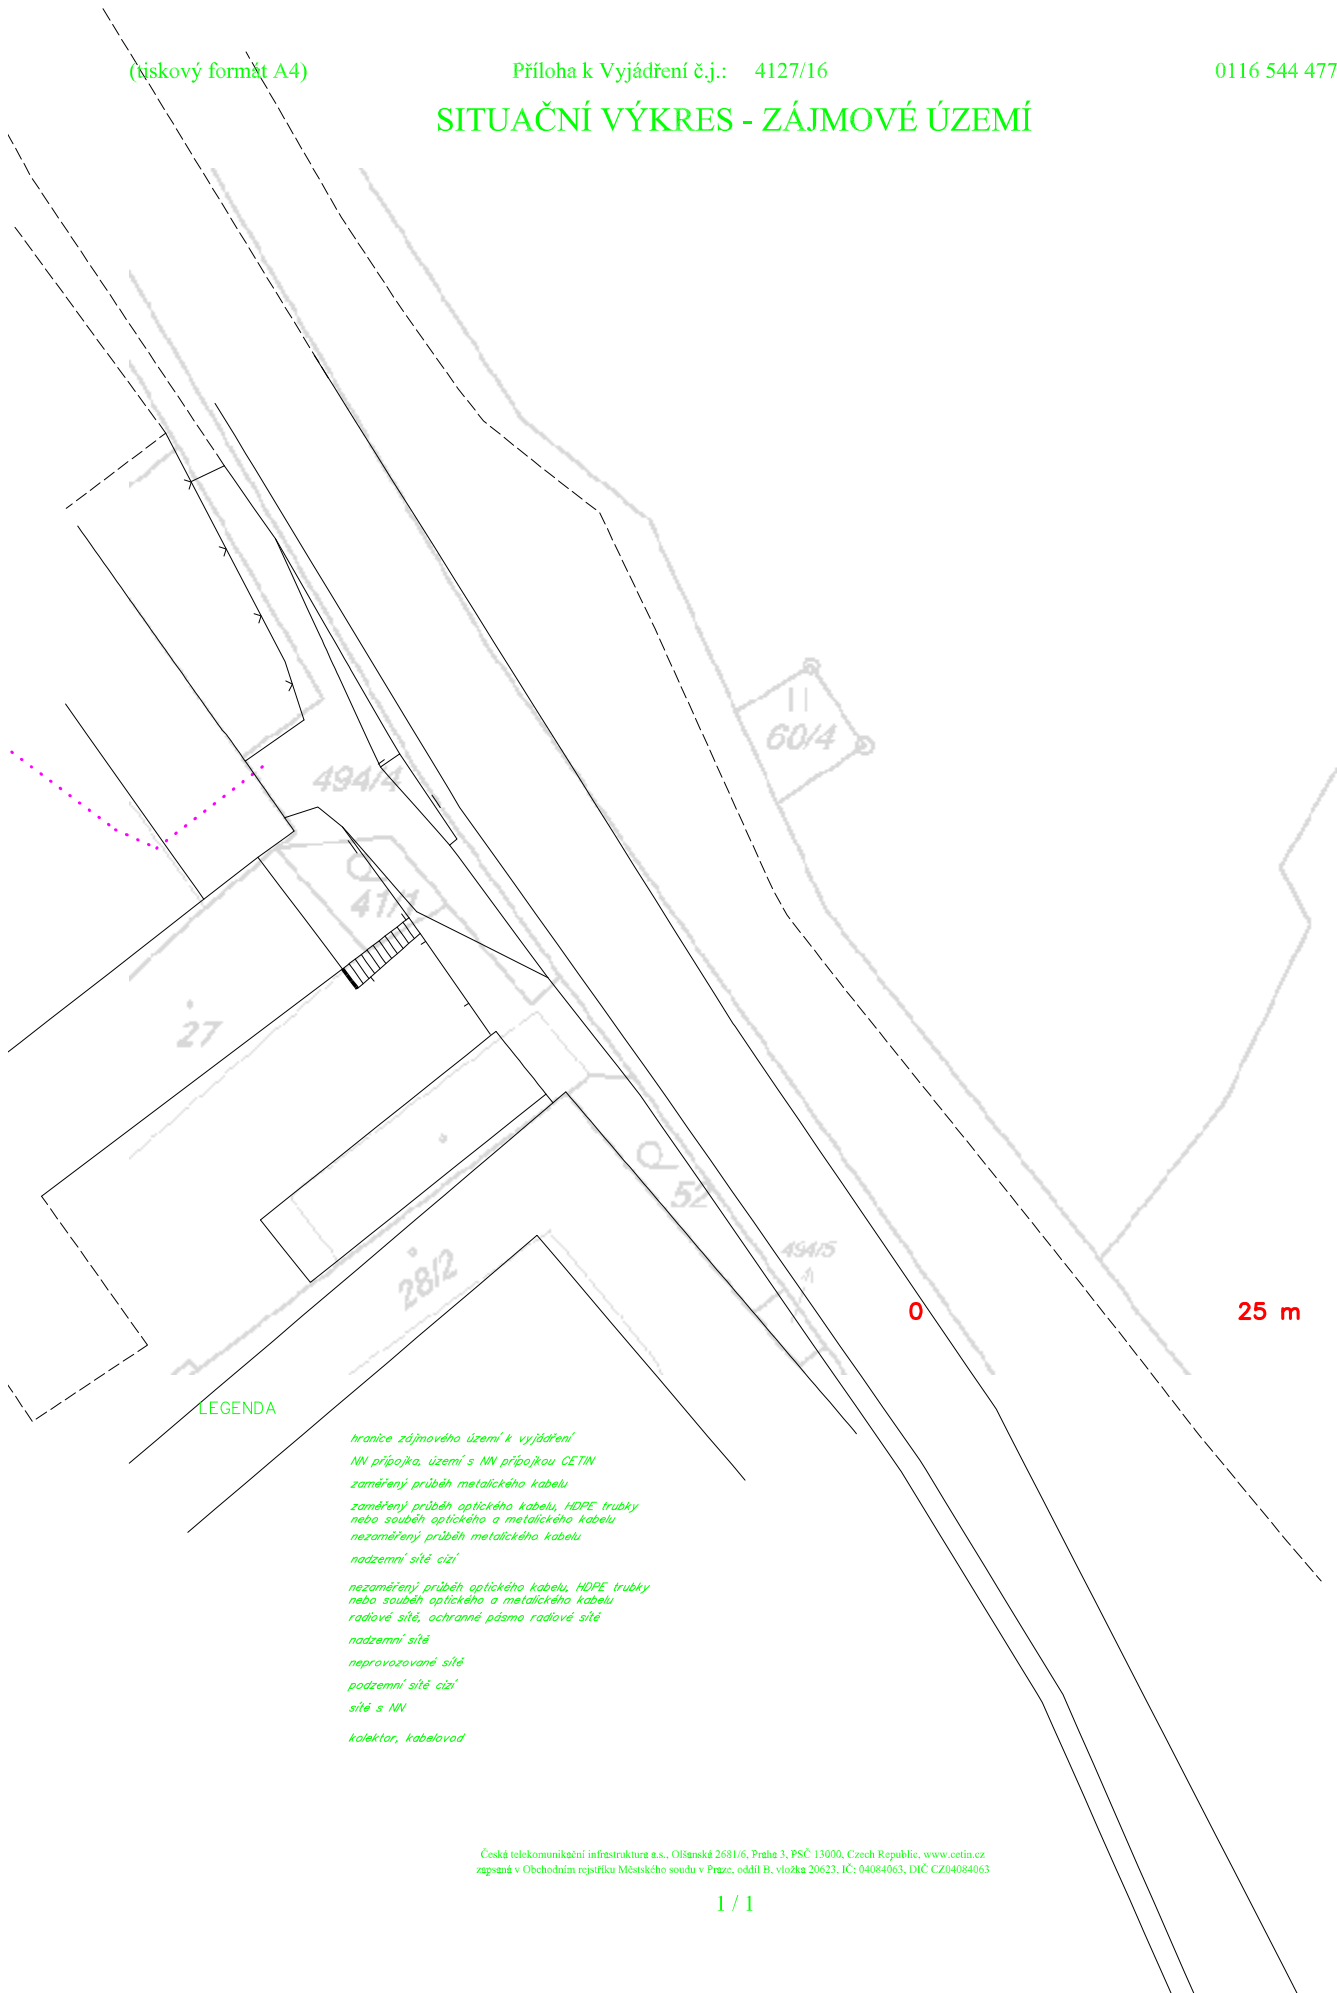 (tiskový formát A4) Příloha k Vyjádření č.j.: 4127/16 0116 544 477
SITUAČNÍ VÝKRES - ZÁJMOVÉ ÚZEMÍ
60/4
494/4
41/1
27
52
494/5
28/2
0 25 m
LEGENDA
hranice zájmového území k vyjádření
NN přípojka, území s NN přípojkou CETIN
zaměřený průběh metalického kabelu
zaměřený průběh optického kabelu, HDPE trubky
nebo souběh optického a metalického kabelu
nezaměřený průběh metalického kabelu
nadzemní sítě cizí
nezaměřený průběh optického kabelu, HDPE trubky
nebo souběh optického a metalického kabelu
radiové sítě, ochranné pásmo radiové sítě
nadzemní sítě
neprovozované sítě
podzemní sítě cizí
sítě s NN
kolektor, kabelovod
Česká telekomunikační infrastruktura a.s., Olšanská 2681/6, Praha 3, PSČ 13000, Czech Republic, www.cetin.cz
zapsaná v Obchodním rejstříku Městského soudu v Praze, oddíl B, vložka 20623, IČ: 04084063, DIČ CZ04084063
1 / 1